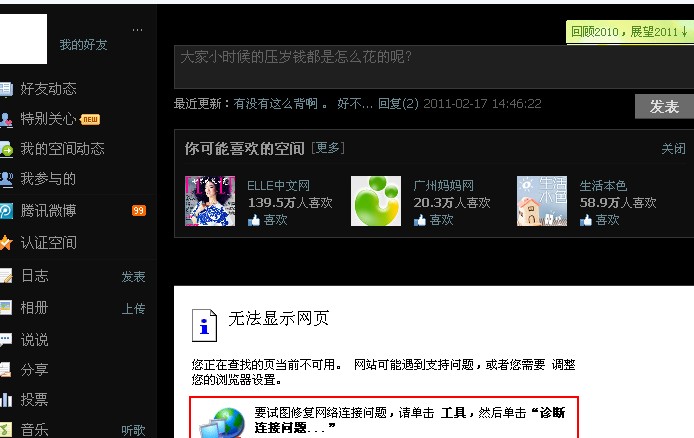 ...
我的好友
好友动态
特别关心 NEW
我的空间动态
我参与的
腾讯微博 99
认证空间
日志 发表
相册 上传
说说
分享
投票
音乐 听歌
回顾2010，展望2011↓
大家小时候的压岁钱都是怎么花的呢？
最近更新：有没有这么背啊 。 好不... 回复(2) 2011-02-17 14:46:22
发表
你可能喜欢的空间 [更多] 关闭
ELLE
ELLE中文网
139.5万人喜欢
喜欢
广州妈妈网
20.3万人喜欢
喜欢
生活本色
生活本色
58.9万人喜欢
喜欢
无法显示网页
您正在查找的页当前不可用。 网站可能遇到支持问题，或者您需要 调整
您的浏览器设置。
要试图修复网络连接问题，请单击 工具，然后单击“诊断
连接问题...”